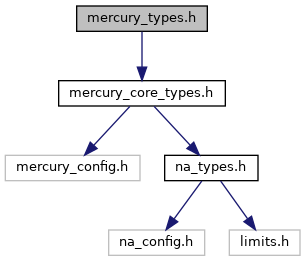 mercury_types.h
mercury_core_types.h
mercury_config.h
na_types.h
na_config.h
limits.h